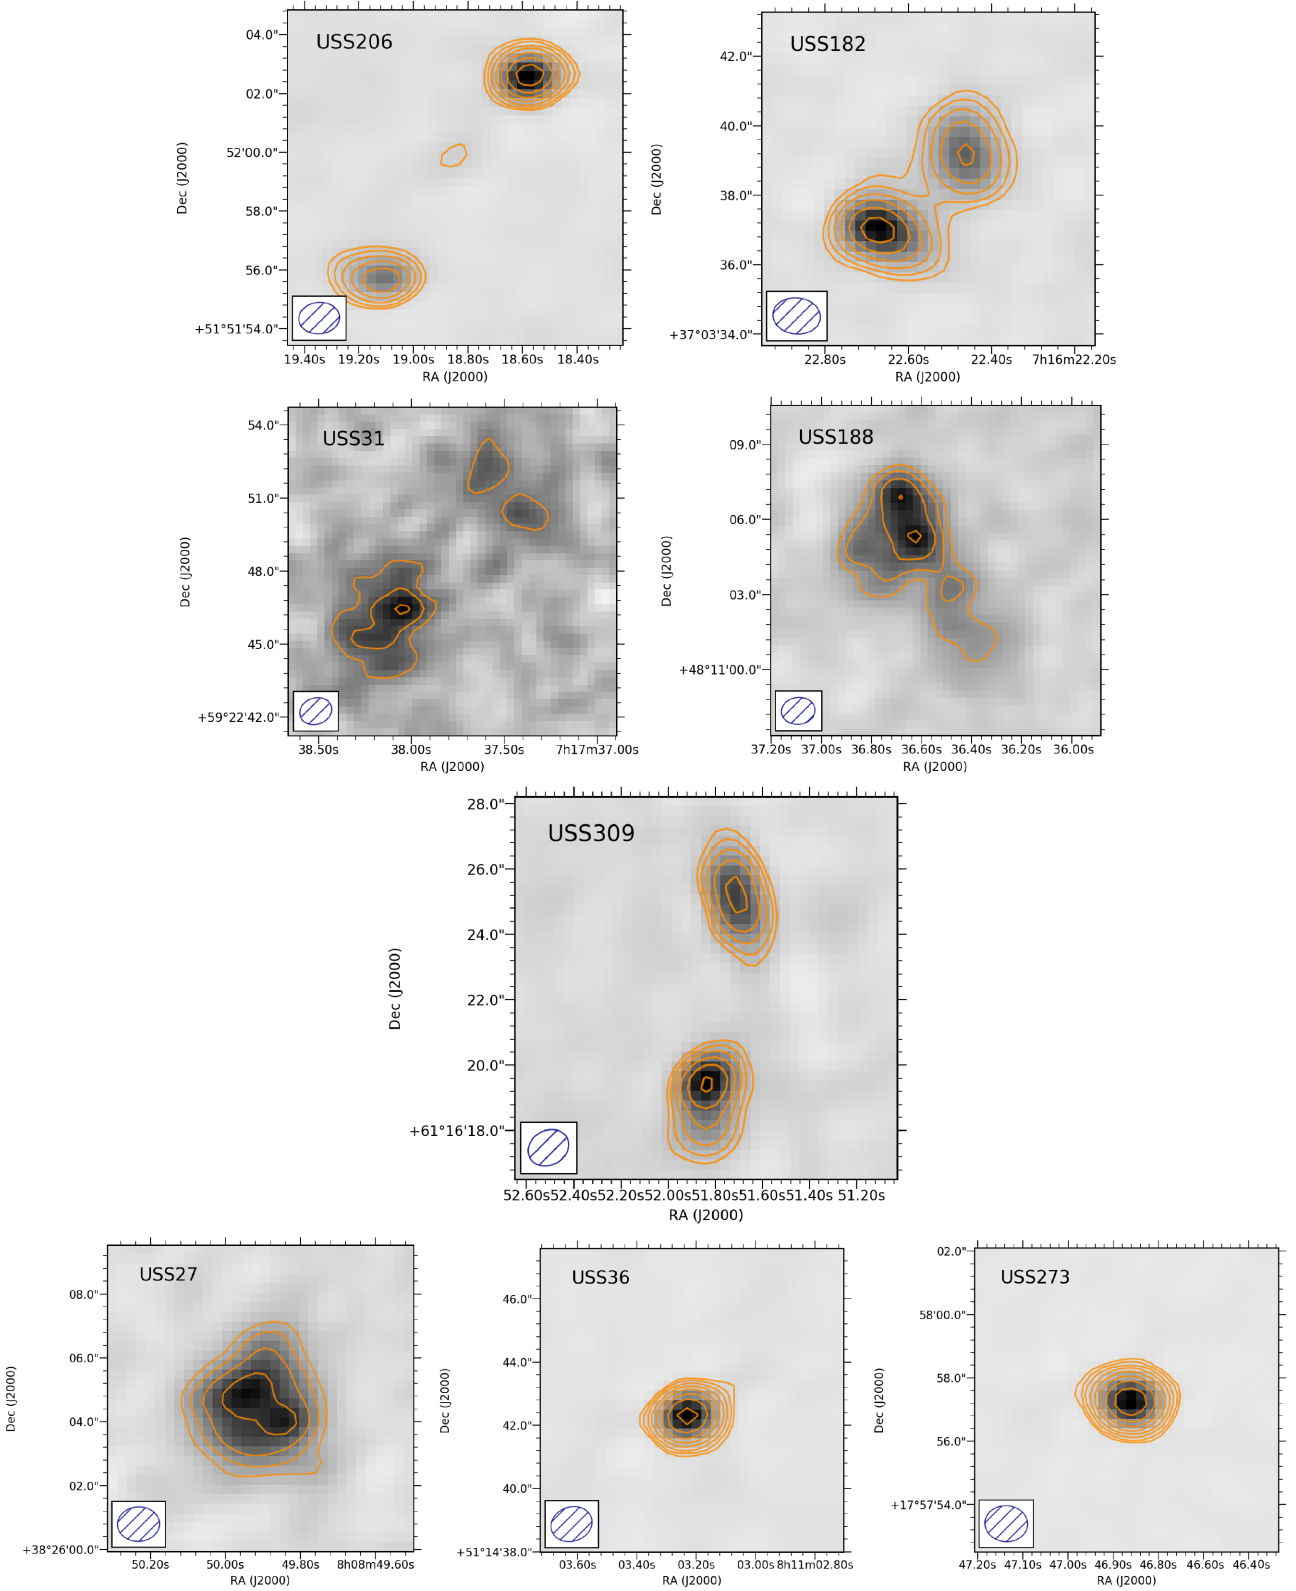 USS206
04.0"
02.0"
52'00.0"
58.0"
56.0"
+51°51'54.0"
Dec (J2000)
19.40s 19.20s 19.00s 18.80s 18.60s 18.40s
RA (J2000)
USS182
42.0"
40.0"
38.0"
36.0"
+37°03'34.0"
Dec (J2000)
22.80s 22.60s 22.40s 7h16m22.20s
RA (J2000)
USS31
54.0"
51.0"
48.0"
45.0"
+59°22'42.0"
Dec (J2000)
38.50s 38.00s 37.50s 7h17m37.00s
RA (J2000)
USS188
09.0"
06.0"
03.0"
+48°11'00.0"
Dec (J2000)
37.20s 37.00s 36.80s 36.60s 36.40s 36.20s 36.00s
RA (J2000)
USS309
28.0"
26.0"
24.0"
22.0"
20.0"
+61°16'18.0"
Dec (J2000)
52.60s52.40s52.20s52.00s51.80s51.60s51.40s 51.20s
RA (J2000)
USS27
08.0"
06.0"
04.0"
02.0"
+38°26'00.0"
Dec (J2000)
50.20s 50.00s 49.80s 8h08m49.60s
RA (J2000)
USS36
46.0"
44.0"
42.0"
40.0"
+51°14'38.0"
Dec (J2000)
03.60s 03.40s 03.20s 03.00s 8h11m02.80s
RA (J2000)
USS273
02.0"
58'00.0"
58.0"
56.0"
+17°57'54.0"
Dec (J2000)
47.20s 47.10s 47.00s 46.90s 46.80s 46.70s 46.60s 46.50s 46.40s
RA (J2000)